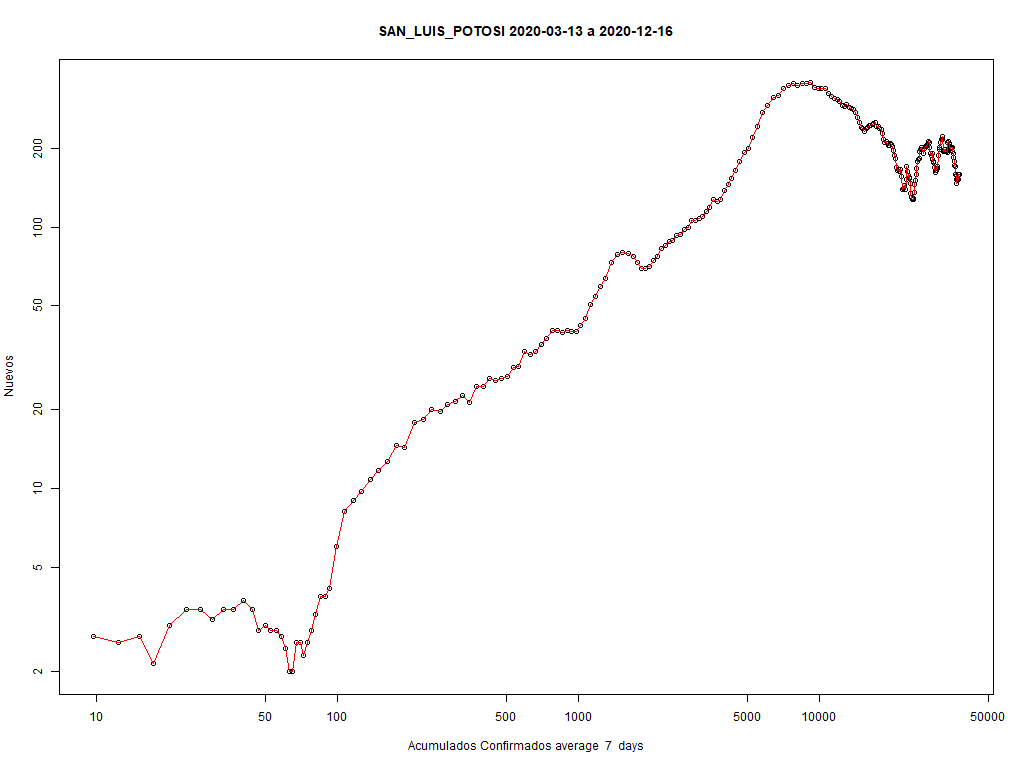 SAN_LUIS_POTOSI 2020-03-13 a 2020-12-16
Nuevos
200
100
50
20
10
5
2
10 50 100 500 1000 5000 10000 50000
Acumulados Confirmados average 7 days